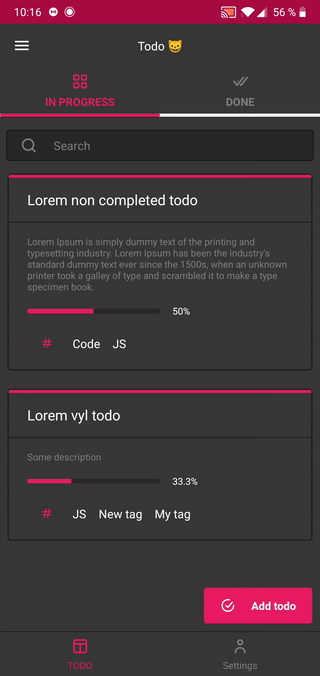 10:16
56 %
Todo 😺
IN PROGRESS
DONE
Search
Lorem non completed todo
Lorem Ipsum is simply dummy text of the printing and
typesetting industry. Lorem Ipsum has been the industry's
standard dummy text ever since the 1500s, when an unknown
printer took a galley of type and scrambled it to make a type
specimen book.
50%
# Code JS
Lorem vyl todo
Some description
33.3%
# JS New tag My tag
Add todo
TODO
Settings